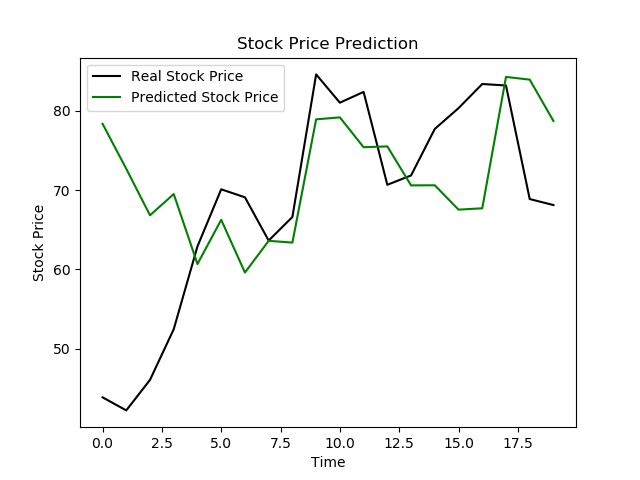 Stock Price Prediction
Real Stock Price
Predicted Stock Price
80
70
60
50
Stock Price
0.0 2.5 5.0 7.5 10.0 12.5 15.0 17.5
Time